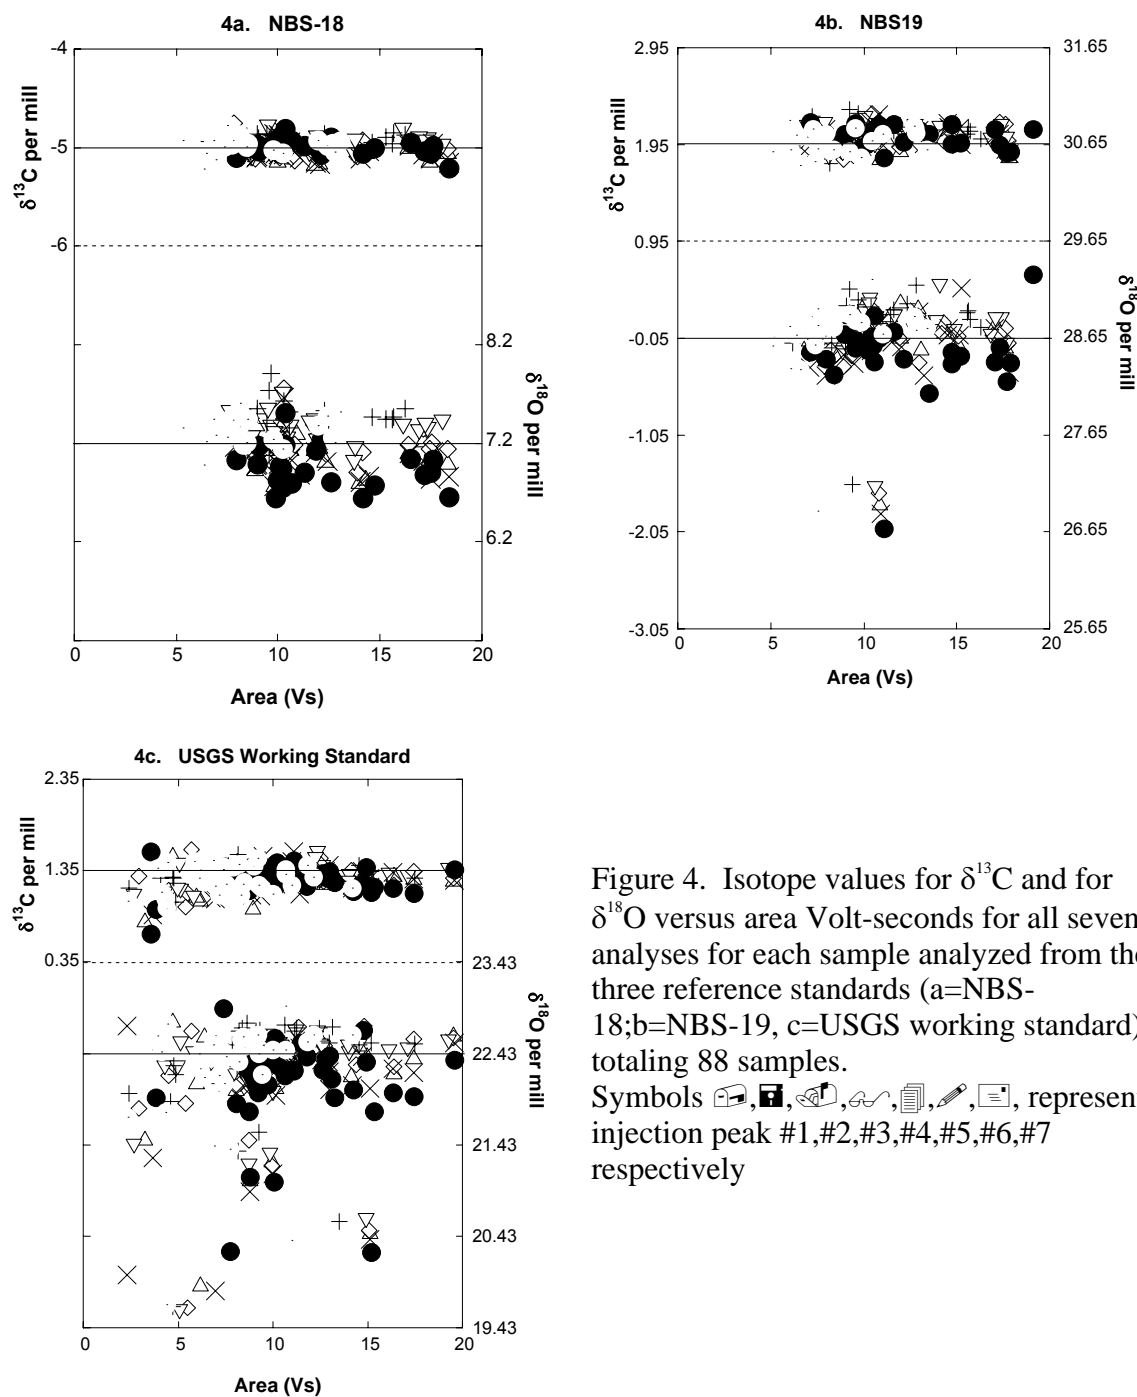 4a. NBS-18
-4
-5
-6
8.2
7.2
6.2
0
5
10
15
20
δ13C per mill
δ18O per mill
Area (Vs)
4b. NBS19
2.95
1.95
0.95
-0.05
-1.05
-2.05
-3.05
31.65
30.65
29.65
28.65
27.65
26.65
25.65
0
5
10
15
20
δ13C per mill
δ18O per mill
Area (Vs)
4c. USGS Working Standard
2.35
1.35
0.35
23.43
22.43
21.43
20.43
19.43
0
5
10
15
20
δ13C per mill
δ18O per mill
Area (Vs)
Figure 4. Isotope values for δ13C and for
δ18O versus area Volt-seconds for all seven
analyses for each sample analyzed from the
three reference standards (a=NBS-
18;b=NBS-19, c=USGS working standard)
totaling 88 samples.
Symbols , , , , , , , represent
injection peak #1,#2,#3,#4,#5,#6,#7
respectively